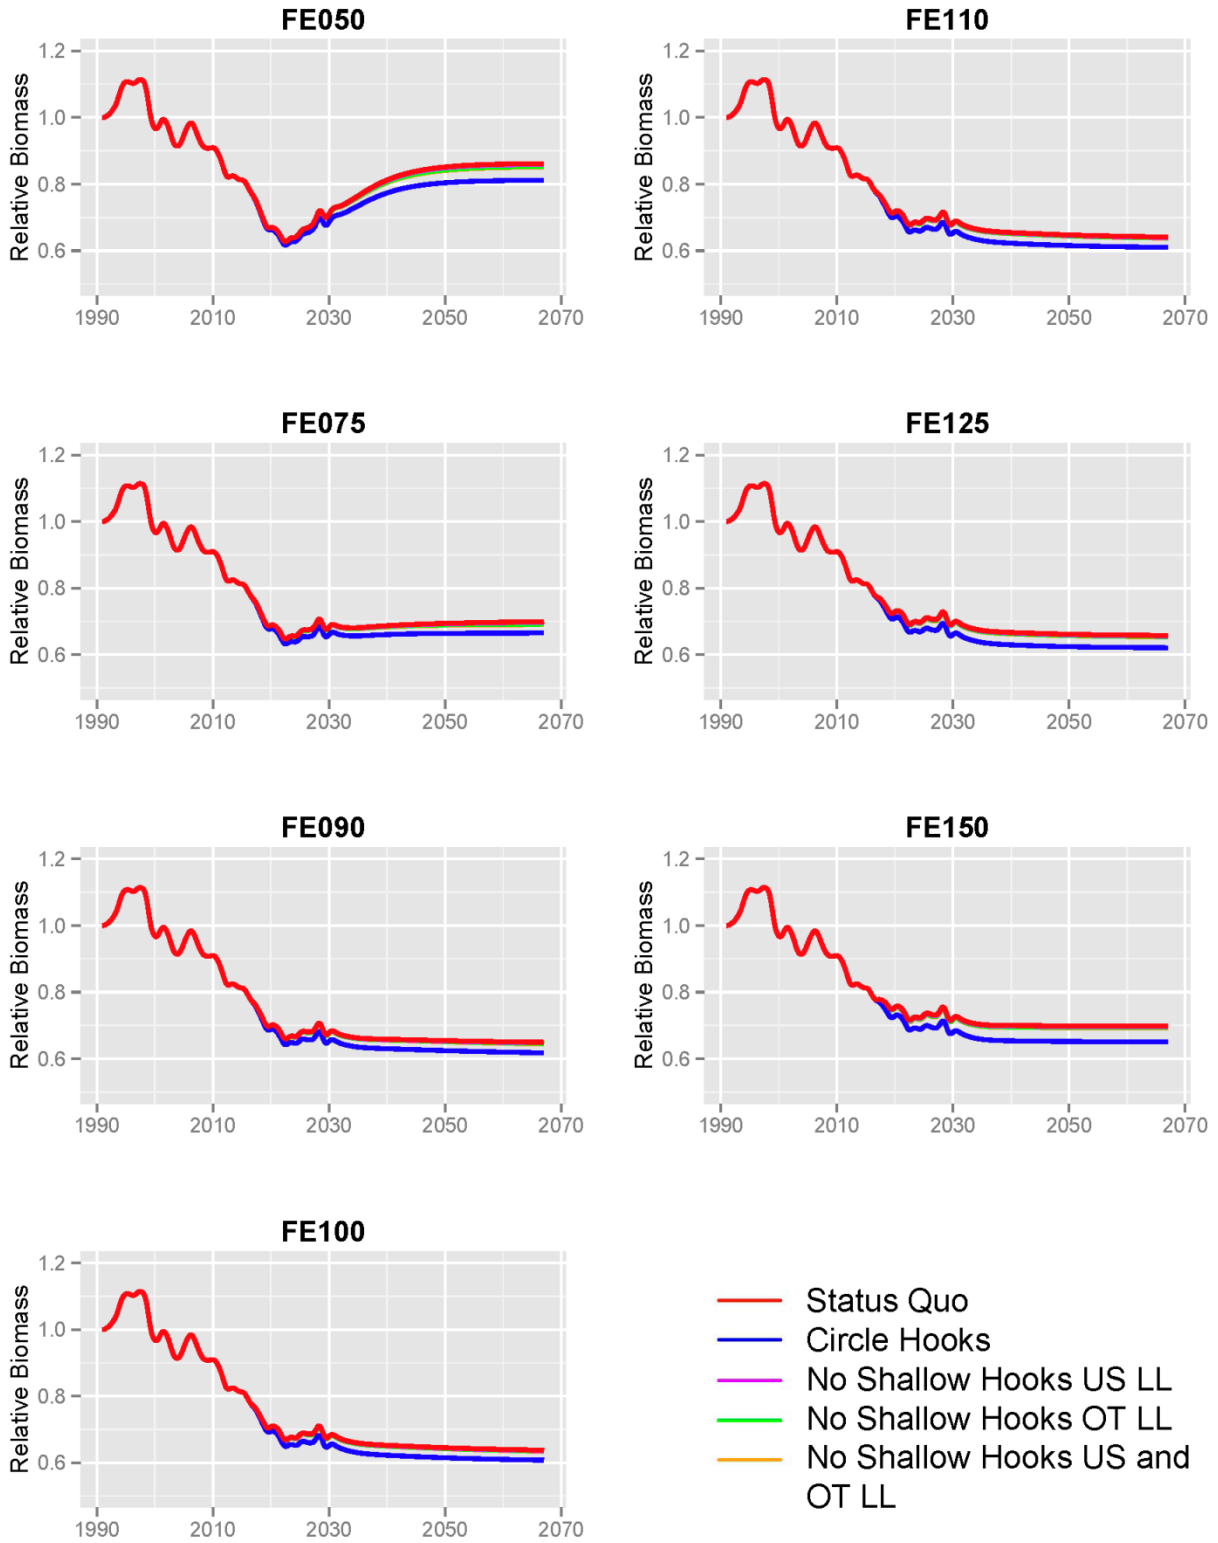 FE050
Relative Biomass
1.2
1.0
0.8
0.6
1990 2010 2030 2050 2070
FE110
Relative Biomass
1.2
1.0
0.8
0.6
1990 2010 2030 2050 2070
FE075
Relative Biomass
1.2
1.0
0.8
0.6
1990 2010 2030 2050 2070
FE125
Relative Biomass
1.2
1.0
0.8
0.6
1990 2010 2030 2050 2070
FE090
Relative Biomass
1.2
1.0
0.8
0.6
1990 2010 2030 2050 2070
FE150
Relative Biomass
1.2
1.0
0.8
0.6
1990 2010 2030 2050 2070
FE100
Relative Biomass
1.2
1.0
0.8
0.6
1990 2010 2030 2050 2070
Status Quo
Circle Hooks
No Shallow Hooks US LL
No Shallow Hooks OT LL
No Shallow Hooks US and
OT LL